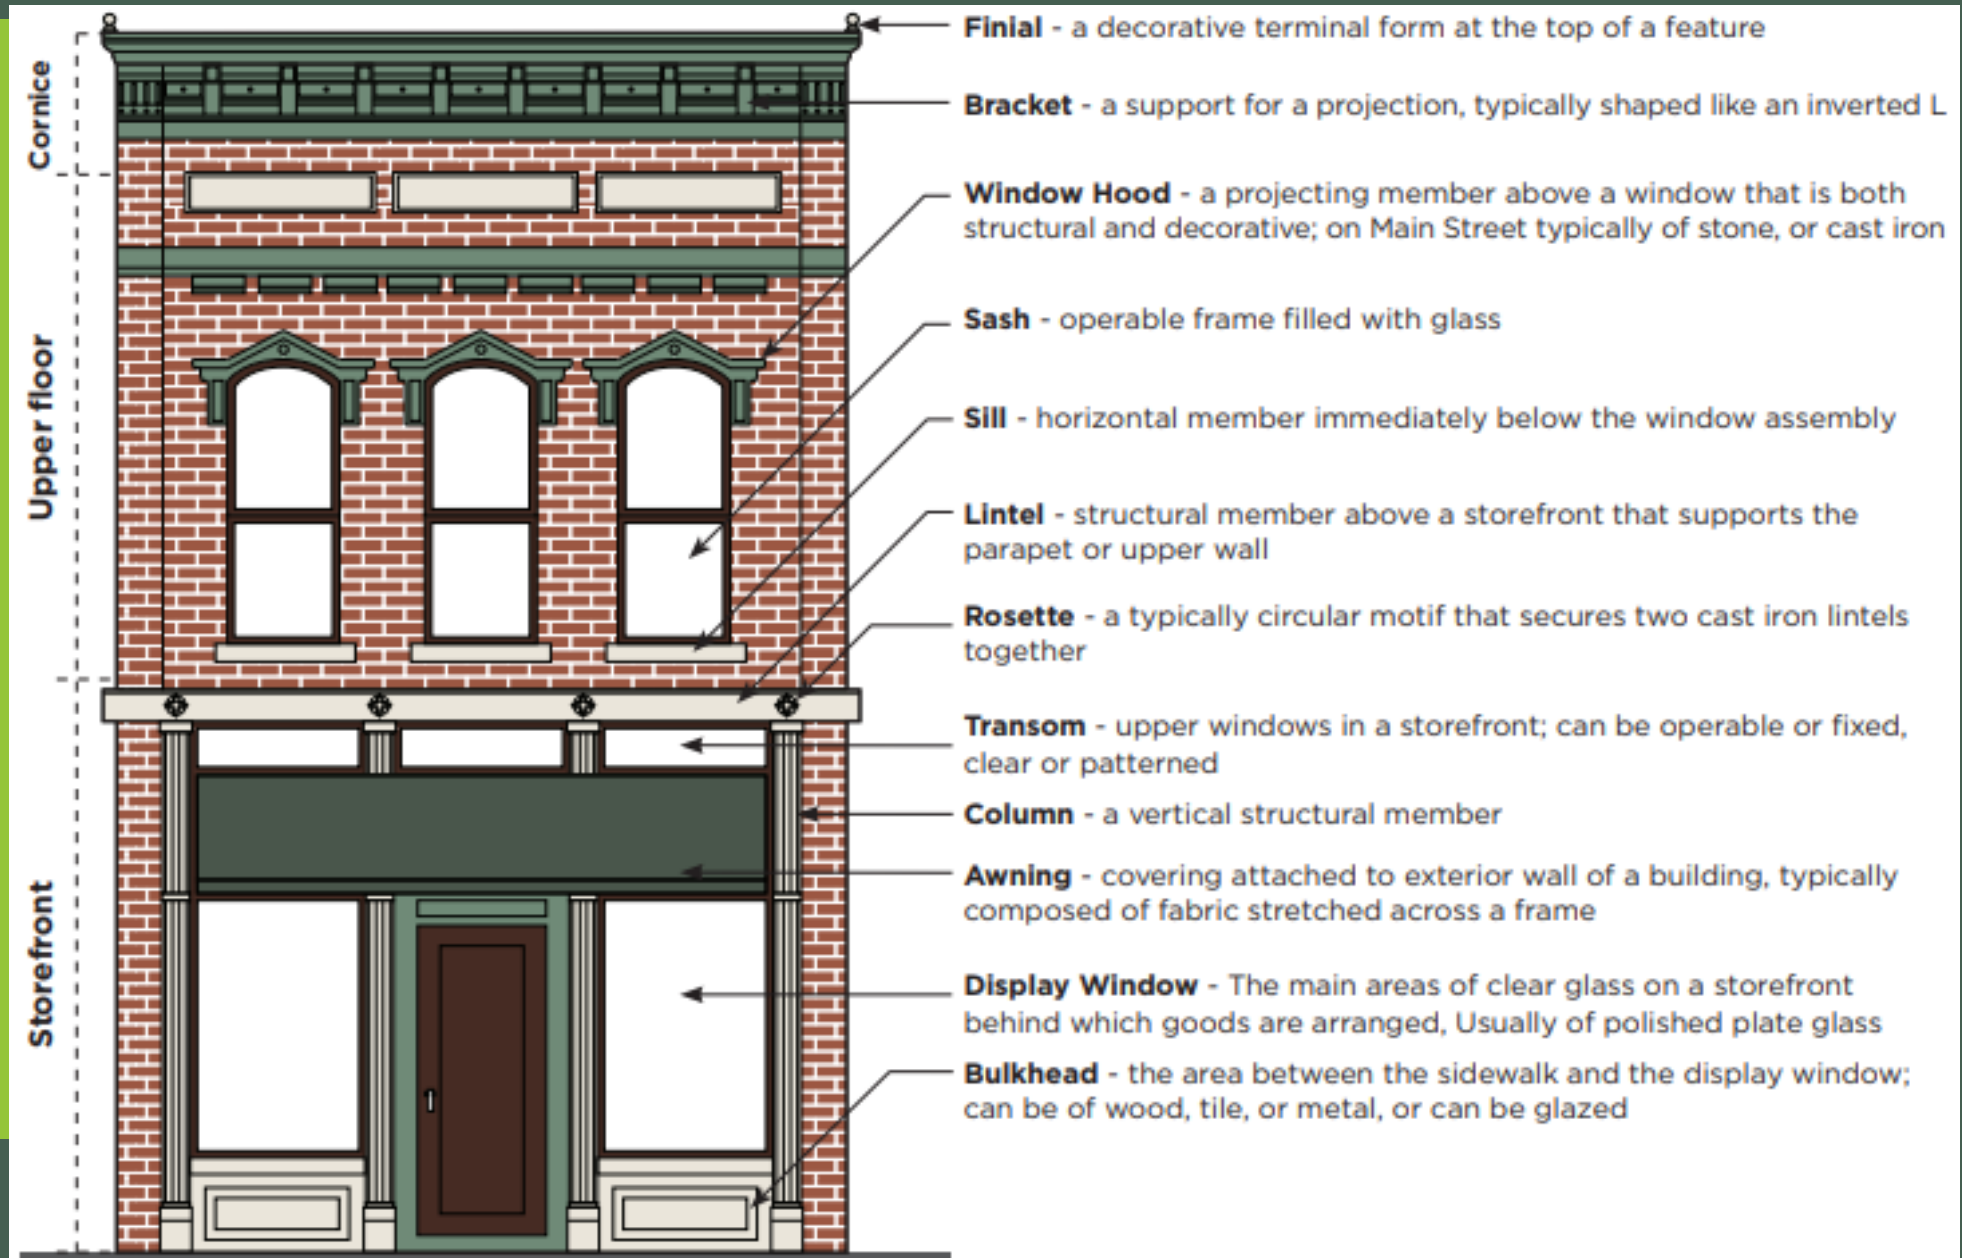 Finial - a decorative terminal form at the top of a feature
Cornice
Bracket - a support for a projection, typically shaped like an inverted L
Window Hood - a projecting member above a window that is both
structural and decorative; on Main Street typically of stone, or cast iron
Sash - operable frame filled with glass
Upper floor
Sill - horizontal member immediately below the window assembly
Lintel - structural member above a storefront that supports the
parapet or upper wall
Rosette - a typically circular motif that secures two cast iron lintels
together
Transom - upper windows in a storefront; can be operable or fixed,
clear or patterned
Column - a vertical structural member
Awning - covering attached to exterior wall of a building, typically
composed of fabric stretched across a frame
Storefront
Display Window - The main areas of clear glass on a storefront
behind which goods are arranged, Usually of polished plate glass
Bulkhead - the area between the sidewalk and the display window;
can be of wood, tile, or metal, or can be glazed